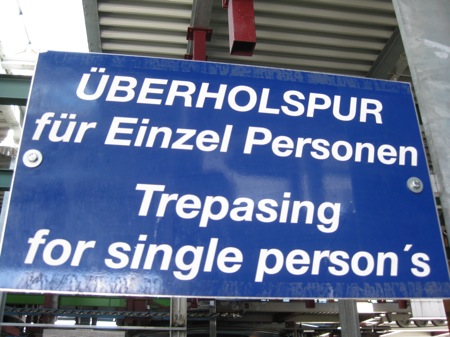 ÜBERHOLSPUR
für Einzel Personen
Trepasing
for single person´s